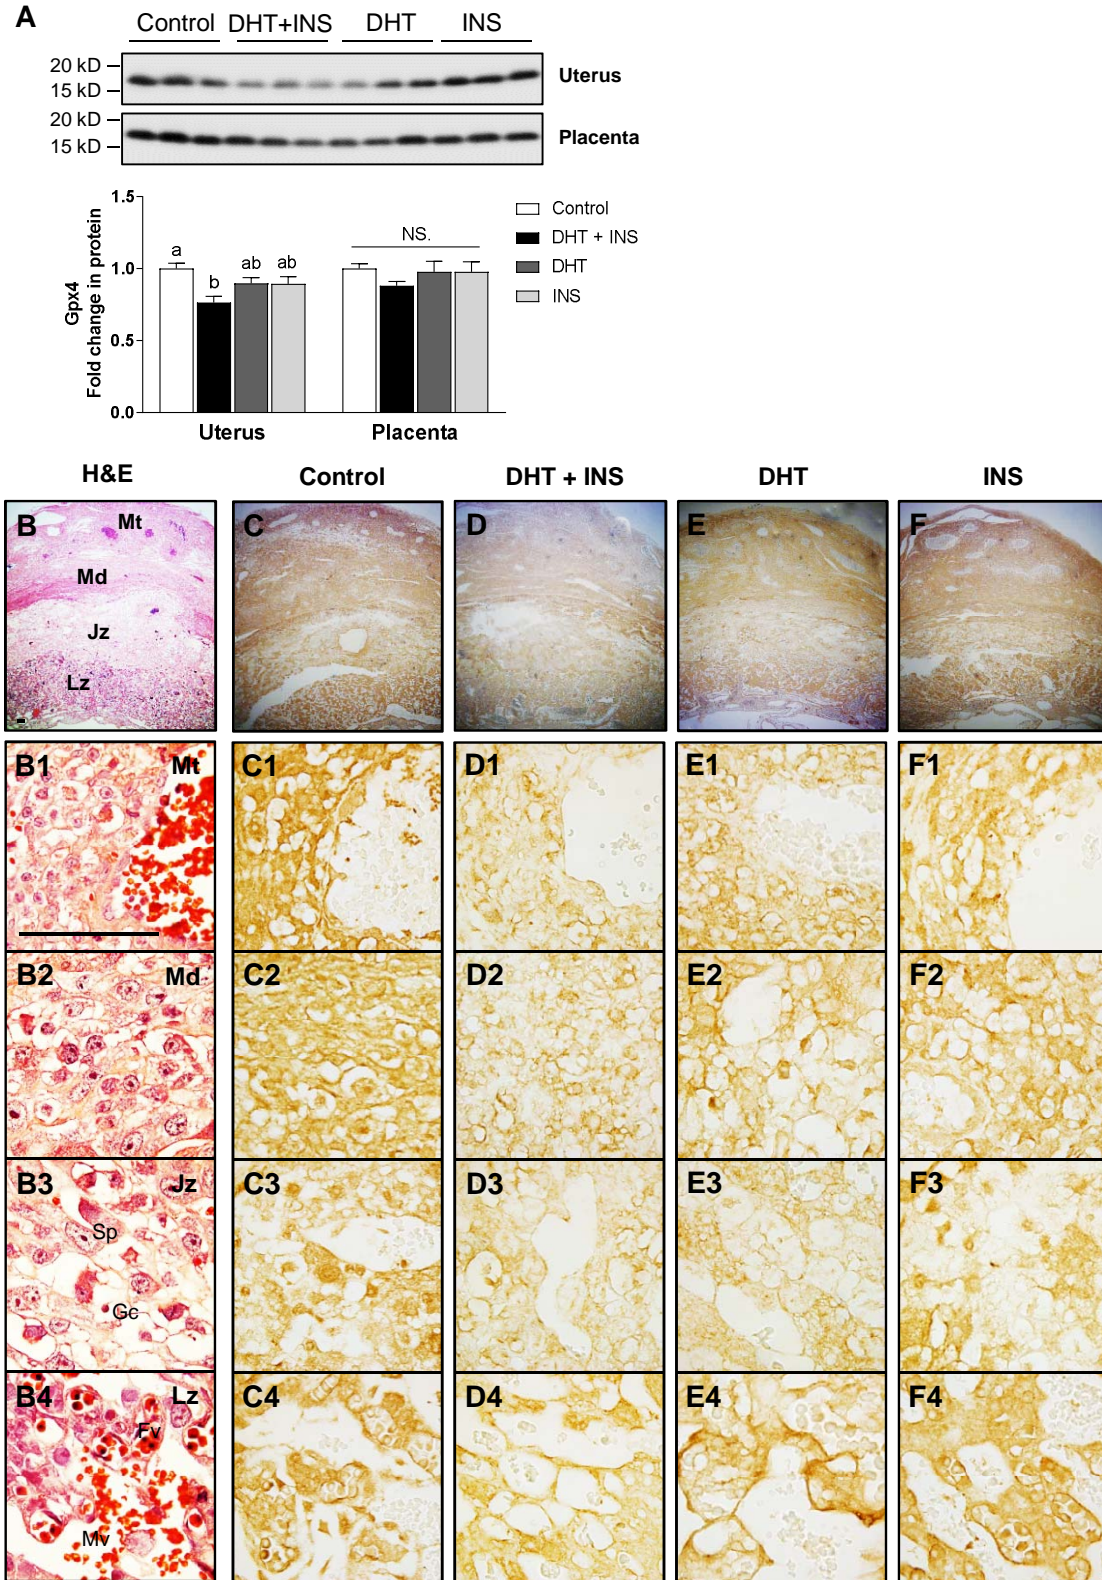 A
Control DHT+INS DHT INS
20 kD
15 kD
Uterus
20 kD
15 kD
Placenta
Gpx4
Fold change in protein
1.5
1.0
0.5
0.0
a
b
ab
ab
NS.
Control
DHT + INS
DHT
INS
Uterus
Placenta
H&E Control DHT + INS DHT INS
B Mt
Md
Jz
Lz
C
D
E
F
B1 Mt
C1
D1
E1
F1
B2 Md
C2
D2
E2
F2
B3 Jz
Sp
Gc
C3
D3
E3
F3
B4 Lz
Fv
Mv
C4
D4
E4
F4